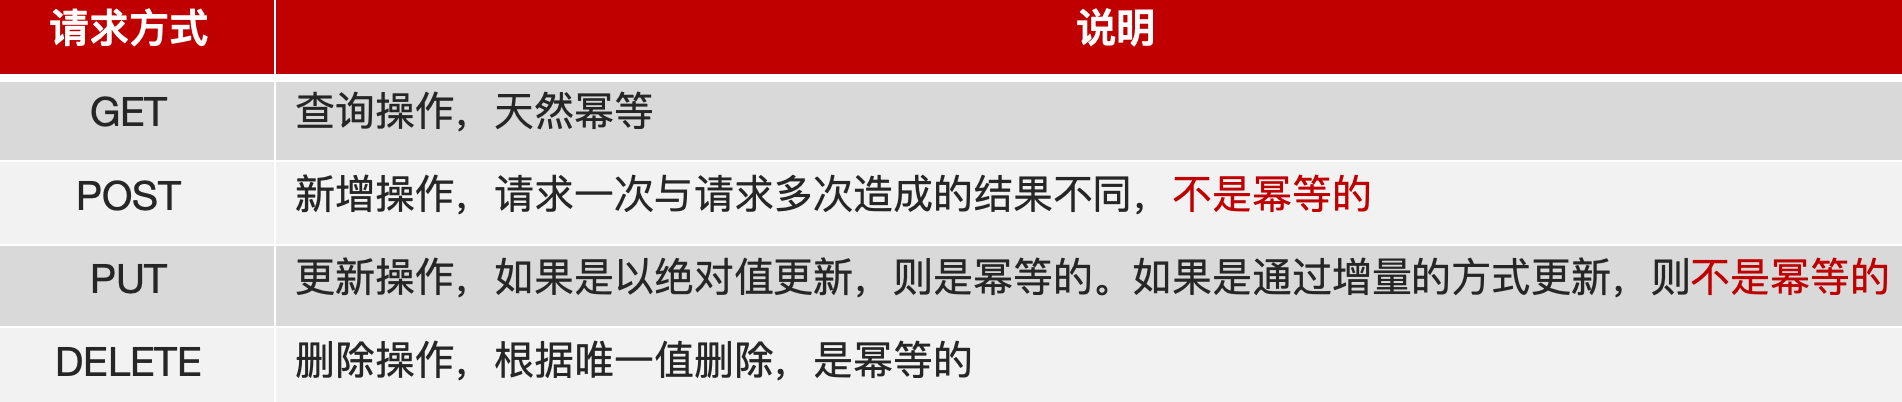 请求方式 说明
GET 查询操作，天然幂等
POST 新增操作，请求一次与请求多次造成的结果不同，不是幂等的
PUT 更新操作，如果是以绝对值更新，则是幂等的。如果是通过增量的方式更新，则不是幂等的
DELETE 删除操作，根据唯一值删除，是幂等的